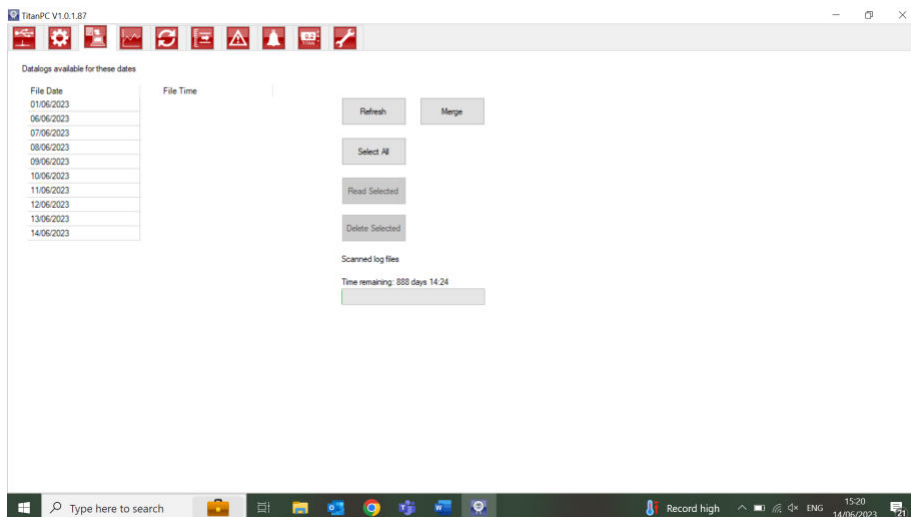 TitanPC V1.0.1.87
Datalogs available for these dates
File Date File Time
01/06/2023
06/06/2023
07/06/2023
08/06/2023
09/06/2023
10/06/2023
11/06/2023
12/06/2023
13/06/2023
14/06/2023
Refresh Merge
Select All
Read Selected
Delete Selected
Scanned log files
Time remaining: 888 days 14:24
Type here to search
Record high
ENG
15:20
14/06/2023
21